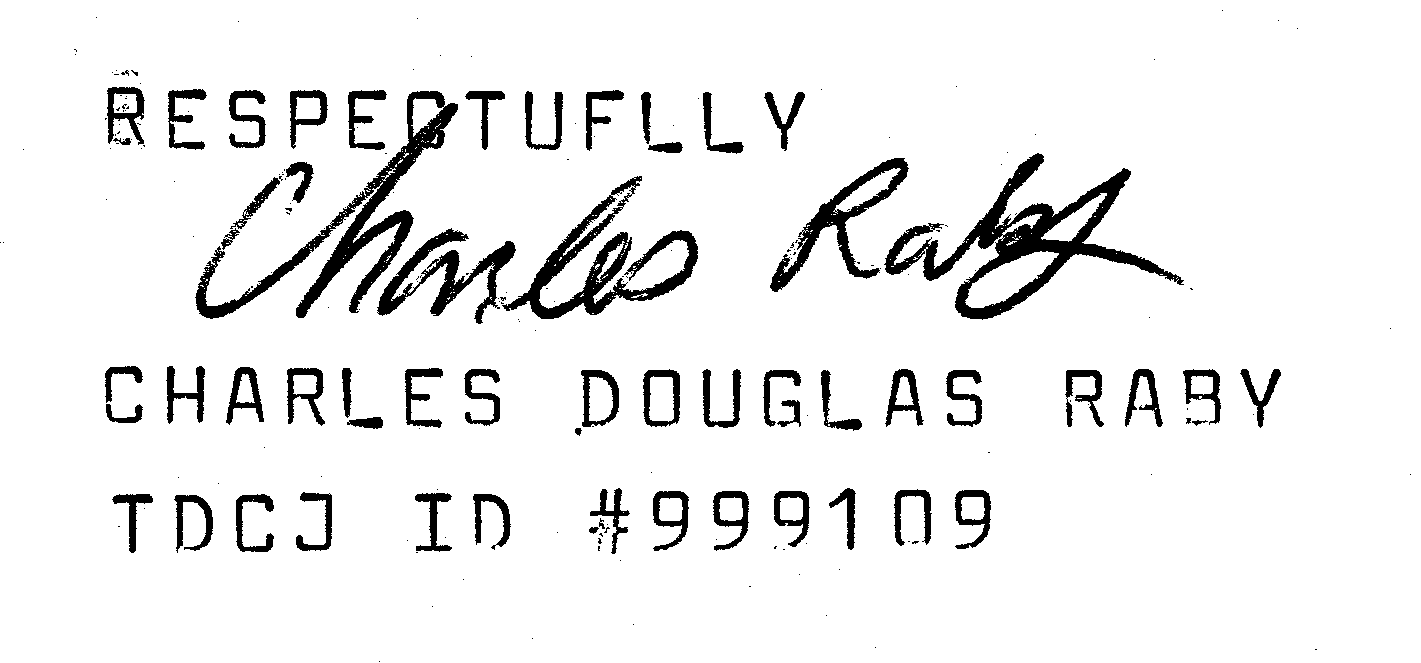 RESPECTUFLLY
Charles Raby
CHARLES DOUGLAS RABY
TDCJ ID #999109